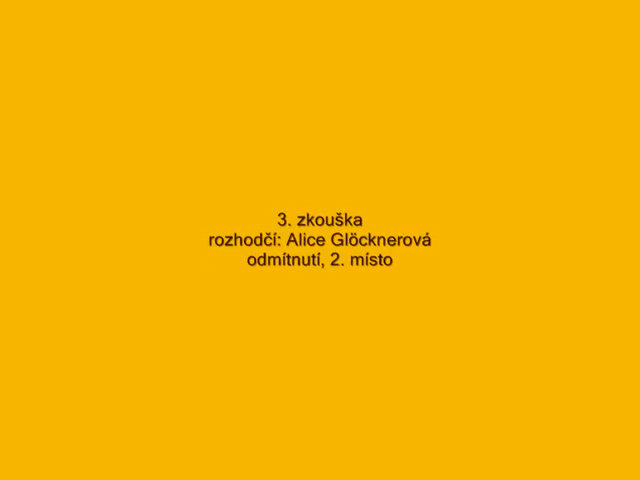 3. zkouška
rozhodčí: Alice Glöcknerová
odmítnutí, 2. místo